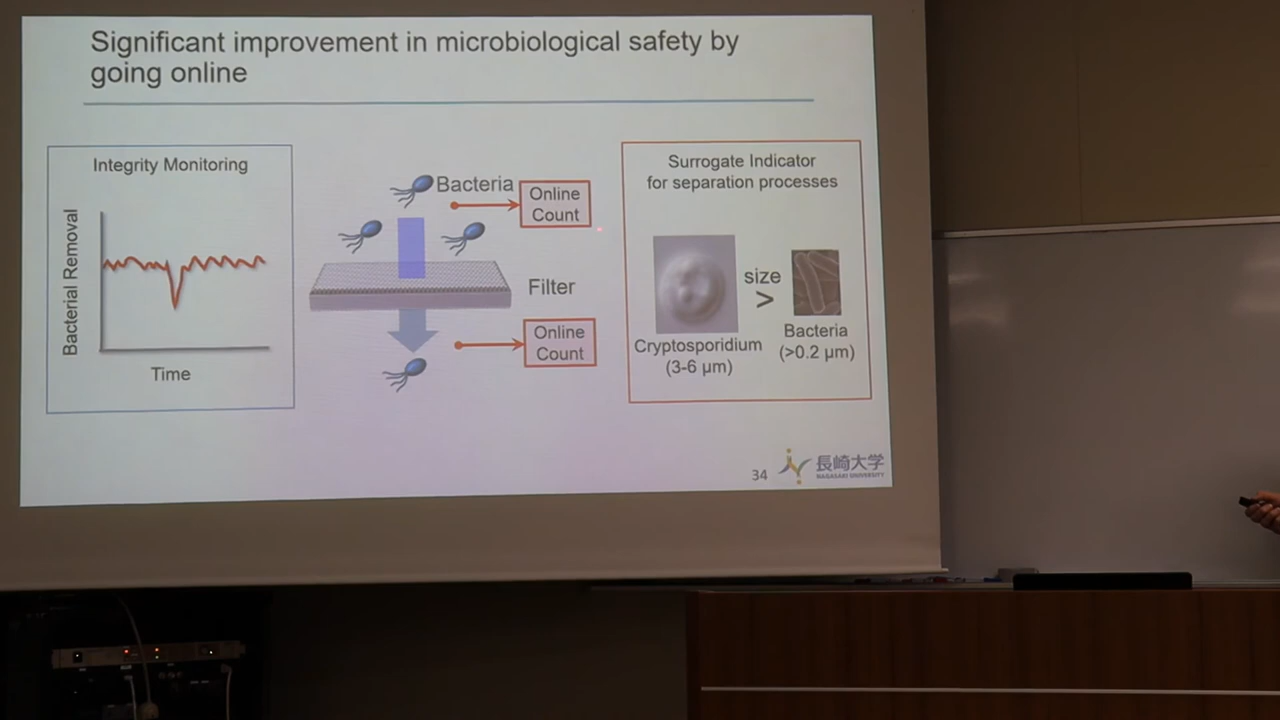 Significant improvement in microbiological safety by
going online
Integrity Monitoring
Bacterial Removal
Time
Bacteria
Online
Count
Filter
Online
Count
Surrogate Indicator
for separation processes
size
>
Cryptosporidium
(3-6 μm)
Bacteria
(>0.2 μm)
34
長崎大学
NAGASAKI UNIVERSITY